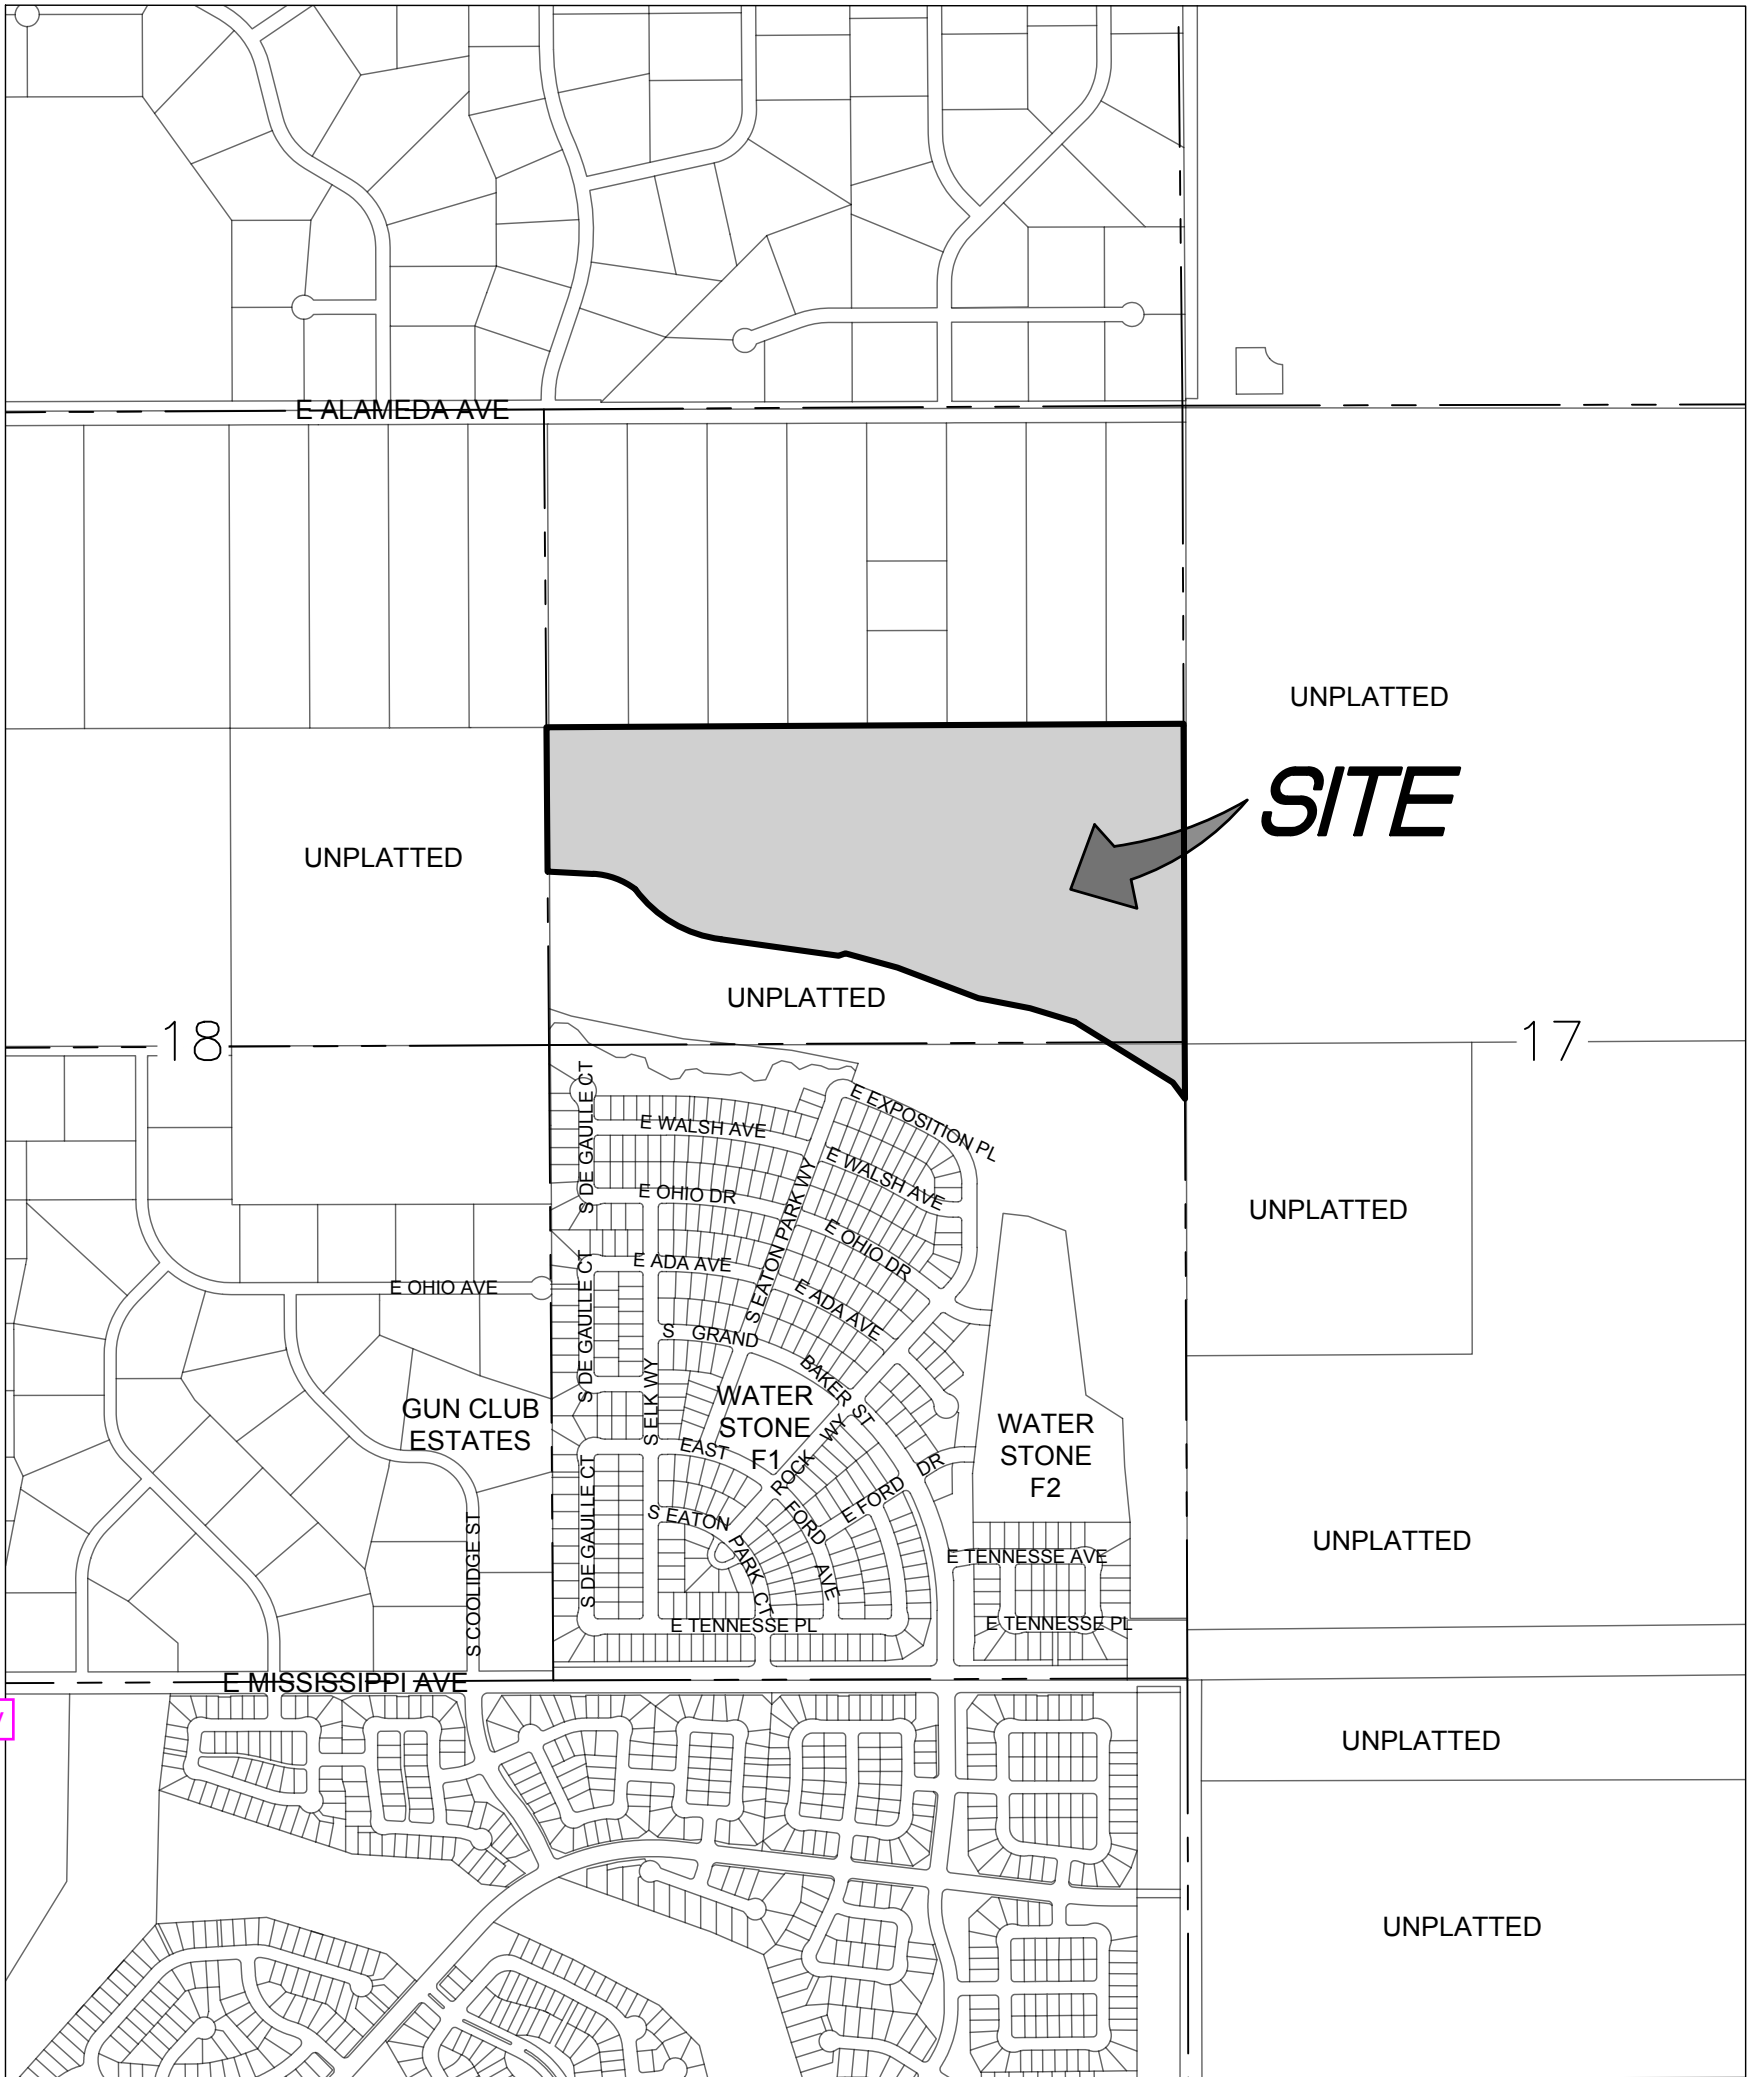 E ALAMEDA AVE
UNPLATTED
SITE
UNPLATTED
UNPLATTED
18
17
S DE GAULLE CT
E EXPOSITION PL
E WALSH AVE
E WALSH AVE
E OHIO DR
S EATON PARK WY
UNPLATTED
E OHIO DR
E ADA AVE
S DE GAULLE CT
E OHIO AVE
E ADA AVE
S GRAND
BAKER ST
S ELK WY
GUN CLUB
ESTATES
WATER
STONE
F1
WATER
STONE
F2
EAST
ROCK WY
E FORD DR
S DE GAULLE CT
S EATON
PARK CT
FORD
AVE
S COOLIDGE ST
UNPLATTED
E TENNESSE AVE
E TENNESSE PL
E TENNESSE PL
E MISSISSIPPI AVE
UNPLATTED
UNPLATTED